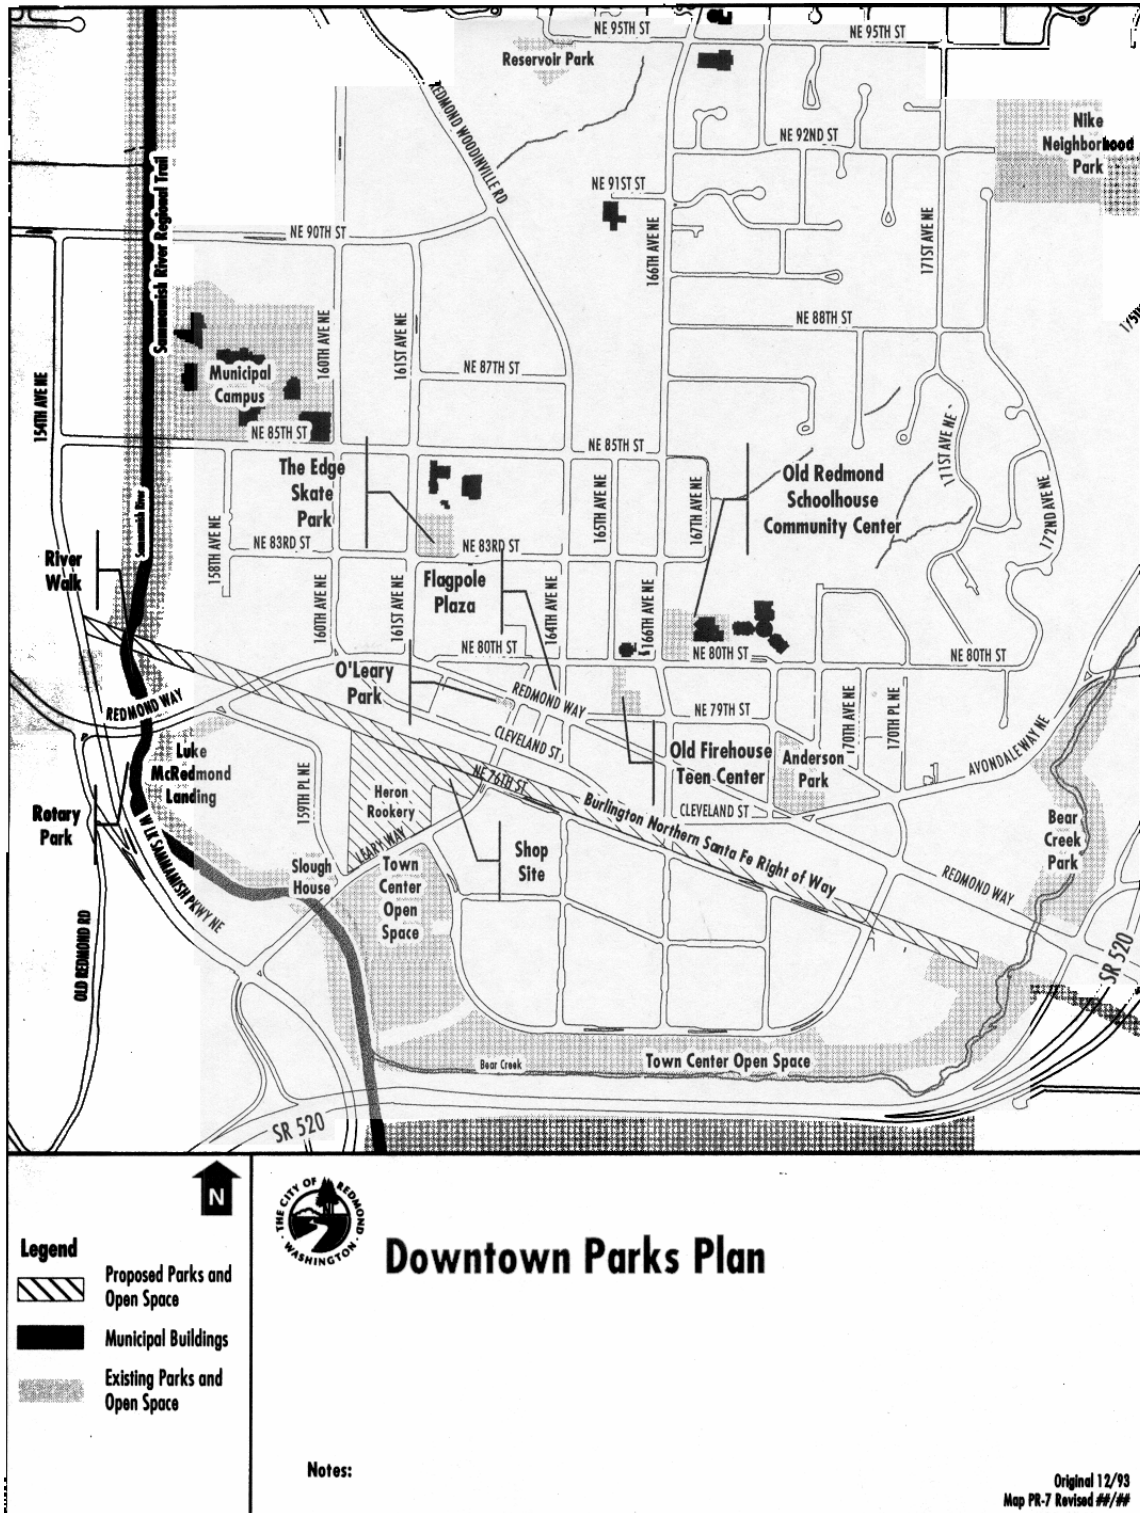 NE 95TH ST
NE 95TH ST
Reservoir Park
REDMOND WOODINVILLE RD
NE 92ND ST
Nike
Neighborhood
Park
NE 91ST ST
Sammamish River Regional Trail
NE 90TH ST
166TH AVE NE
171ST AVE NE
160TH AVE NE
161ST AVE NE
NE 88TH ST
NE 87TH ST
Municipal
Campus
154TH AVE NE
NE 85TH ST
NE 85TH ST
171ST AVE NE
The Edge
Skate
Park
Old Redmond
Schoolhouse
Community Center
Sammamish River
158TH AVE NE
165TH AVE NE
167TH AVE NE
172ND AVE NE
NE 83RD ST
NE 83RD ST
River
Walk
Flagpole
Plaza
160TH AVE NE
161ST AVE NE
164TH AVE NE
166TH AVE NE
NE 80TH ST
NE 80TH ST
NE 80TH ST
O'Leary
Park
REDMOND WAY
REDMOND WAY
NE 79TH ST
170TH AVE NE
170TH PL NE
CLEVELAND ST
AVONDALE WAY NE
Luke
McRedmond
Landing
Old Firehouse
Teen Center
Anderson
Park
159TH PL NE
NE 76TH ST
Heron
Rookery
Burlington Northern Santa Fe Right of Way
CLEVELAND ST
Rotary
Park
W LK SAMMAMISH PKWY NE
LEARY WAY
Bear
Creek
Park
Shop
Site
Slough
House
Town
Center
Open
Space
REDMOND WAY
OLD REDMOND RD
SR 520
Bear Creek
Town Center Open Space
SR 520
N
THE CITY OF REDMOND
WASHINGTON
Downtown Parks Plan
Legend
Proposed Parks and
Open Space
Municipal Buildings
Existing Parks and
Open Space
Notes:
Original 12/93
Map PR-7 Revised ##/##